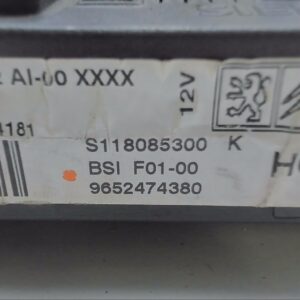 AI-00 XXXX
4181
12V
S118085300 K
BSI F01-00
9652474380
H